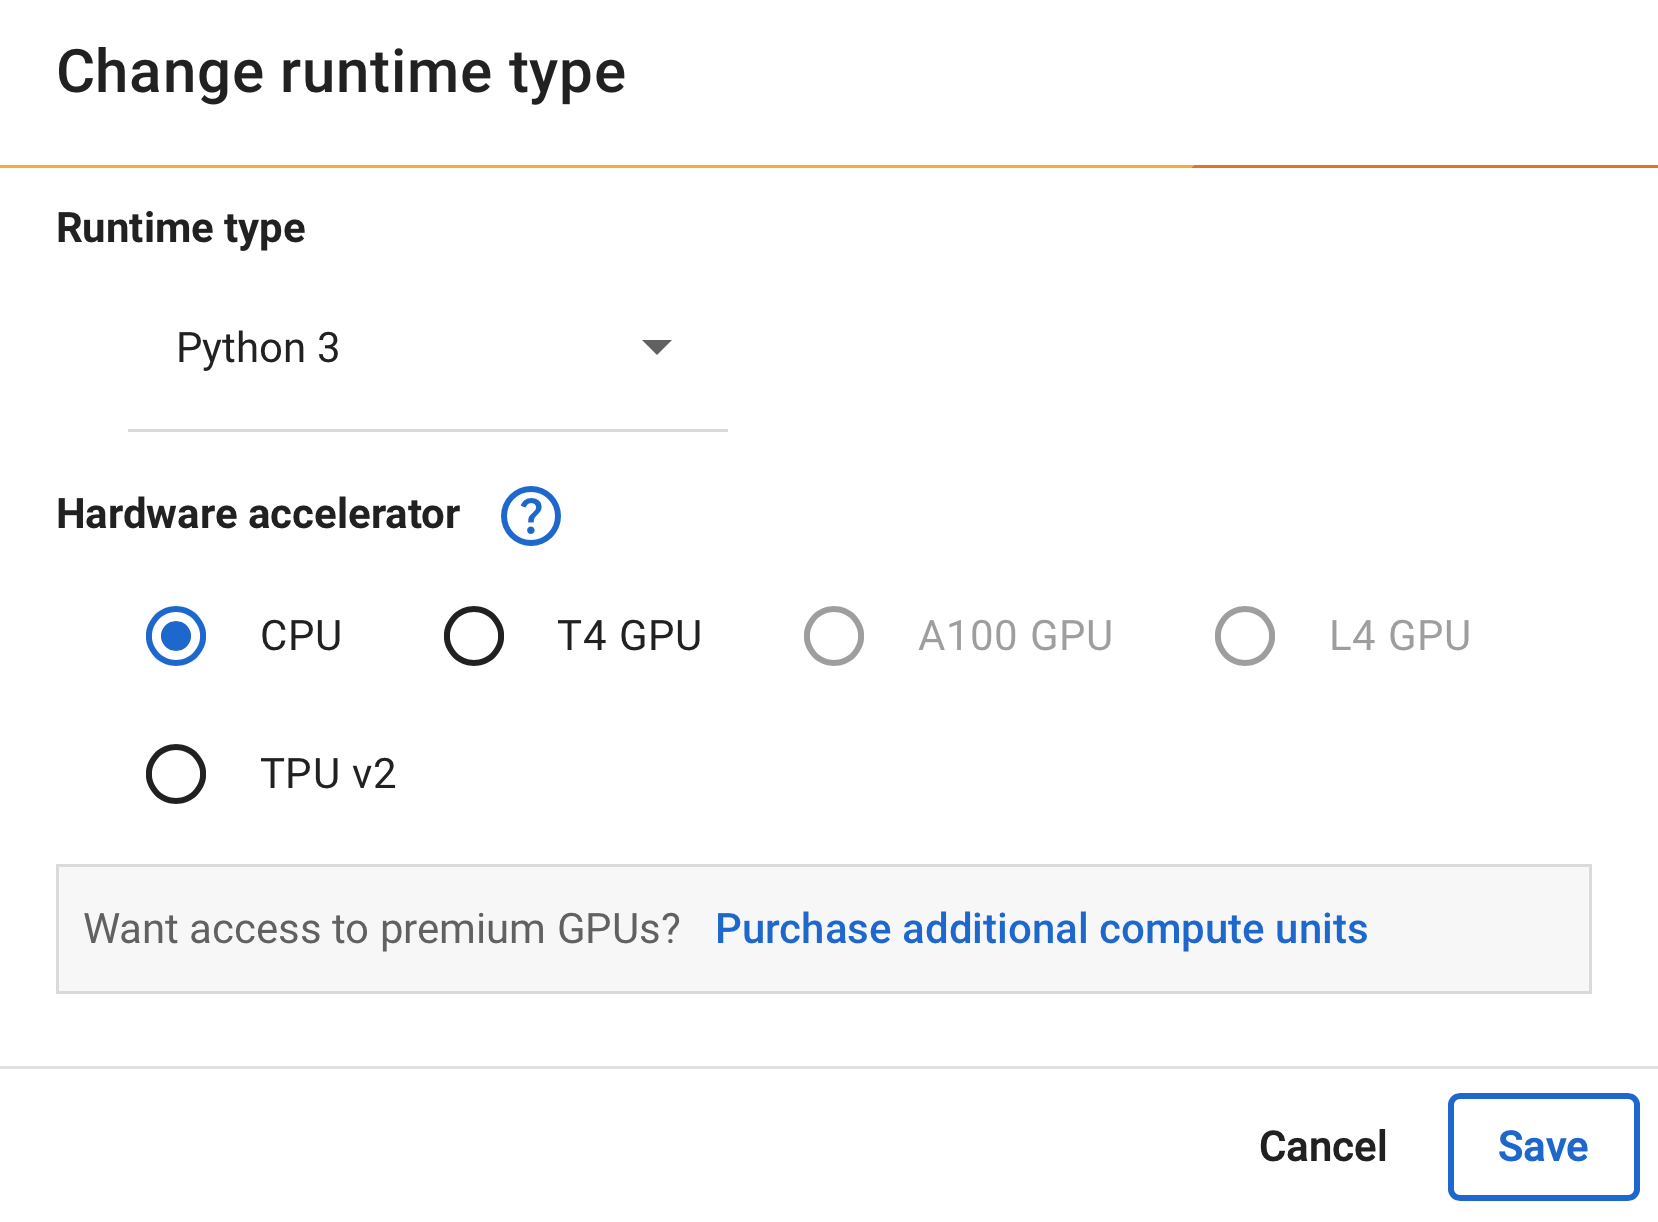 Change runtime type
Runtime type
Python 3
Hardware accelerator ?
CPU T4 GPU A100 GPU L4 GPU
TPU v2
Want access to premium GPUs? Purchase additional compute units
Cancel Save